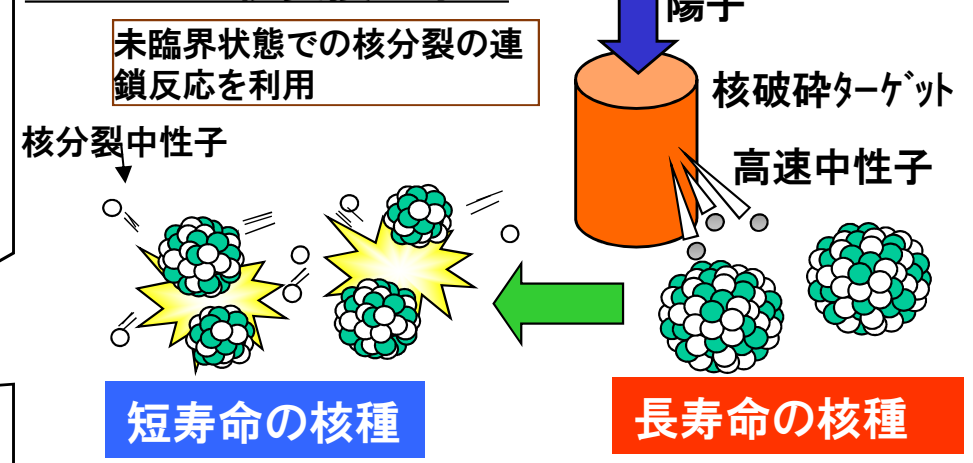 陽子
未臨界状態での核分裂の連
鎖反応を利用
核破砕ﾀｰｹﾞｯﾄ
核分裂中性子
高速中性子
短寿命の核種
長寿命の核種